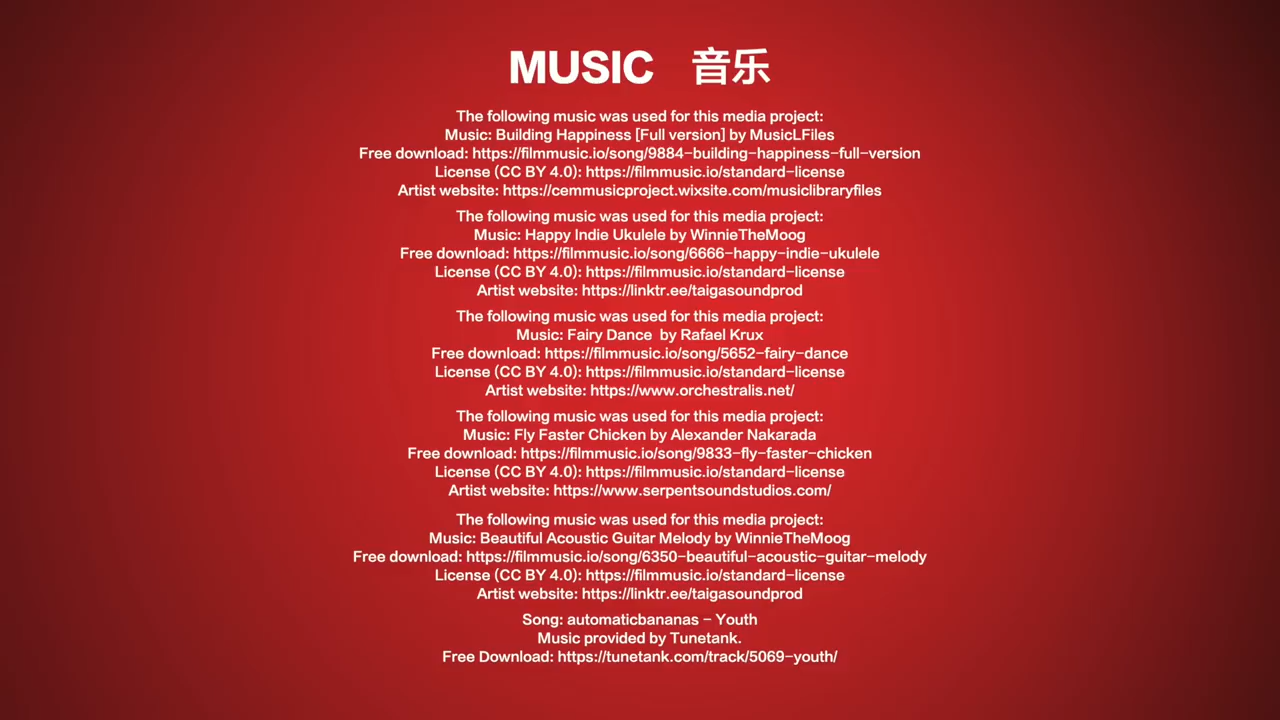 MUSIC 音乐
The following music was used for this media project:
Music: Building Happiness [Full version] by MusicLFiles
Free download: https://filmmusic.io/song/9884-building-happiness-full-version
License (CC BY 4.0): https://filmmusic.io/standard-license
Artist website: https://cemmusicproject.wixsite.com/musiclibraryfiles
The following music was used for this media project:
Music: Happy Indie Ukulele by WinnieTheMoog
Free download: https://filmmusic.io/song/6666-happy-indie-ukulele
License (CC BY 4.0): https://filmmusic.io/standard-license
Artist website: https://linktr.ee/taigasoundprod
The following music was used for this media project:
Music: Fairy Dance  by Rafael Krux
Free download: https://filmmusic.io/song/5652-fairy-dance
License (CC BY 4.0): https://filmmusic.io/standard-license
Artist website: https://www.orchestralis.net/
The following music was used for this media project:
Music: Fly Faster Chicken by Alexander Nakarada
Free download: https://filmmusic.io/song/9833-fly-faster-chicken
License (CC BY 4.0): https://filmmusic.io/standard-license
Artist website: https://www.serpentsoundstudios.com/
The following music was used for this media project:
Music: Beautiful Acoustic Guitar Melody by WinnieTheMoog
Free download: https://filmmusic.io/song/6350-beautiful-acoustic-guitar-melody
License (CC BY 4.0): https://filmmusic.io/standard-license
Artist website: https://linktr.ee/taigasoundprod
Song: automaticbananas - Youth
Music provided by Tunetank.
Free Download: https://tunetank.com/track/5069-youth/